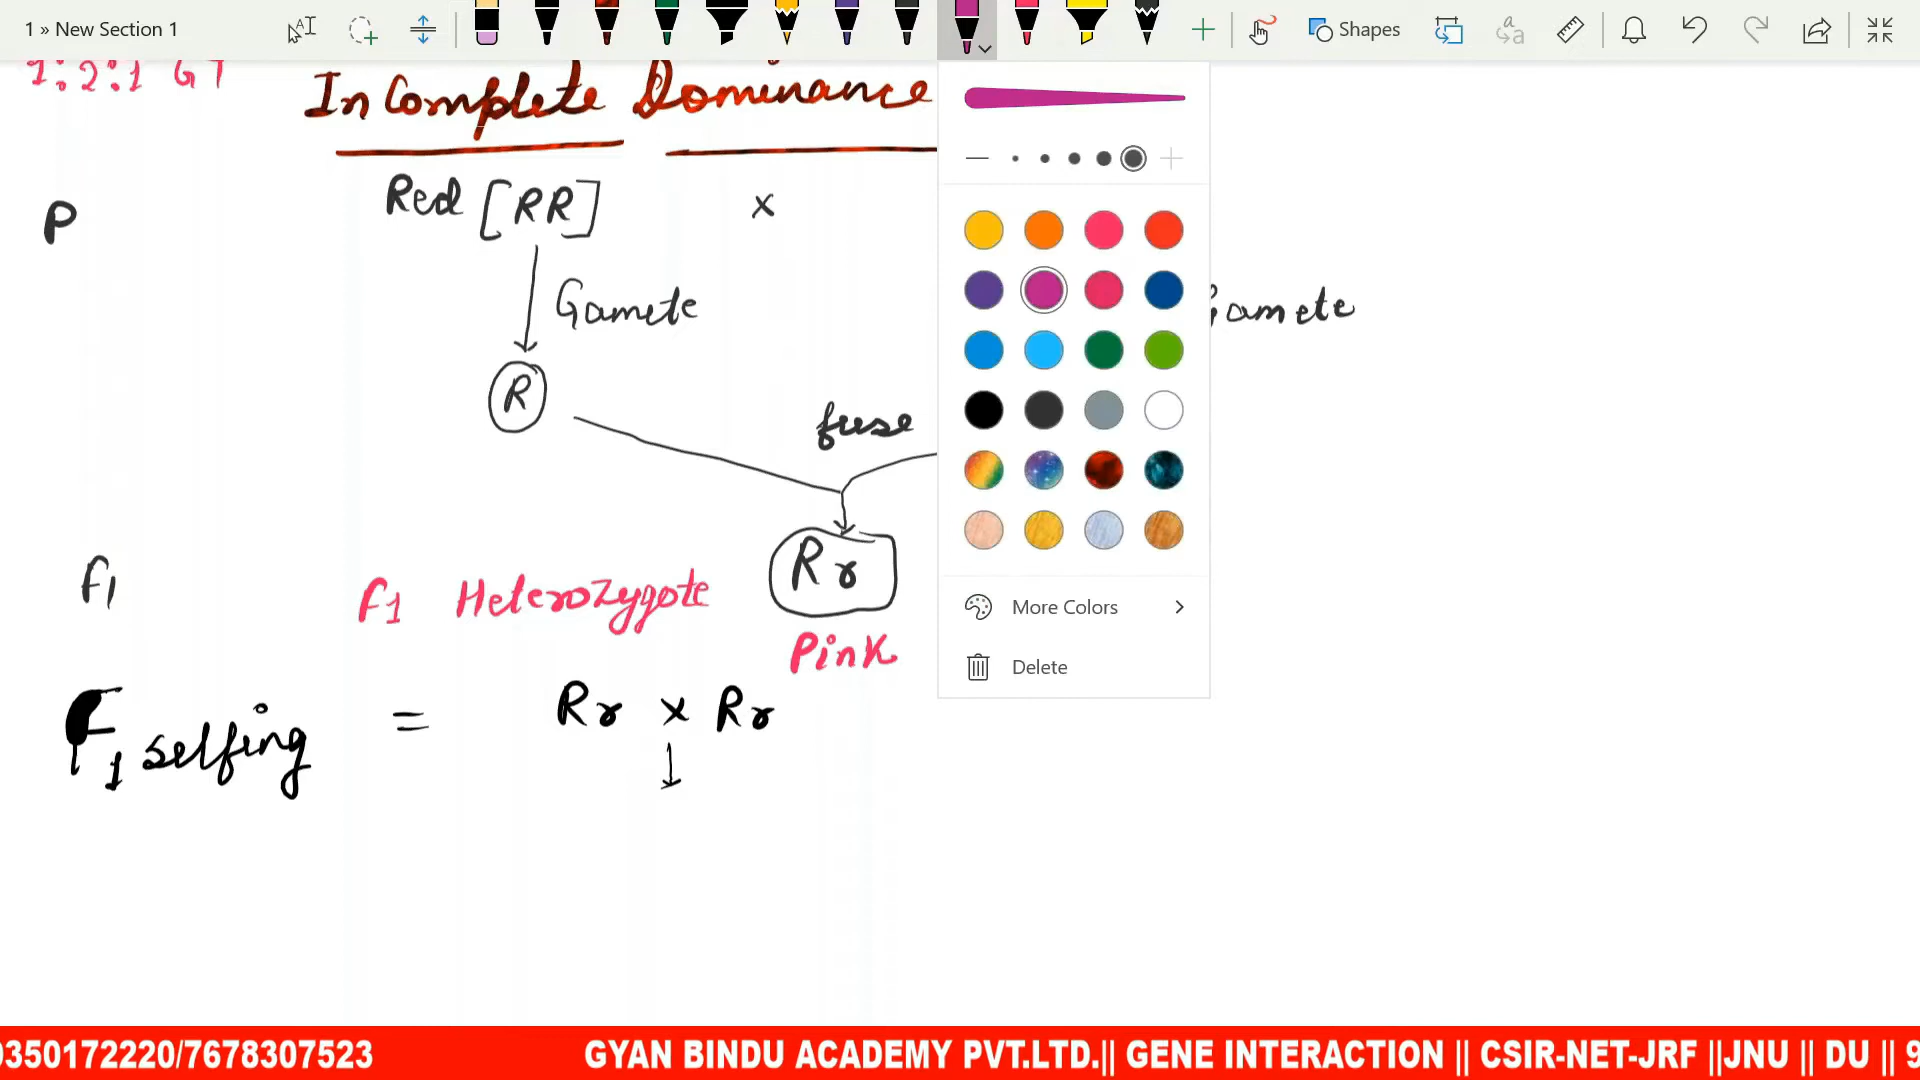 1 » New Section 1
Shapes
1:2:1 GT
InComplete Dominance
P Red [RR] x
Gamete
R
fuse
Rr
F1 F1 Heterozygote
Pink
F1 selfing = Rr x Rr
More Colors
Delete
0350172220/7678307523 GYAN BINDU ACADEMY PVT.LTD.|| GENE INTERACTION || CSIR-NET-JRF ||JNU || DU || 9